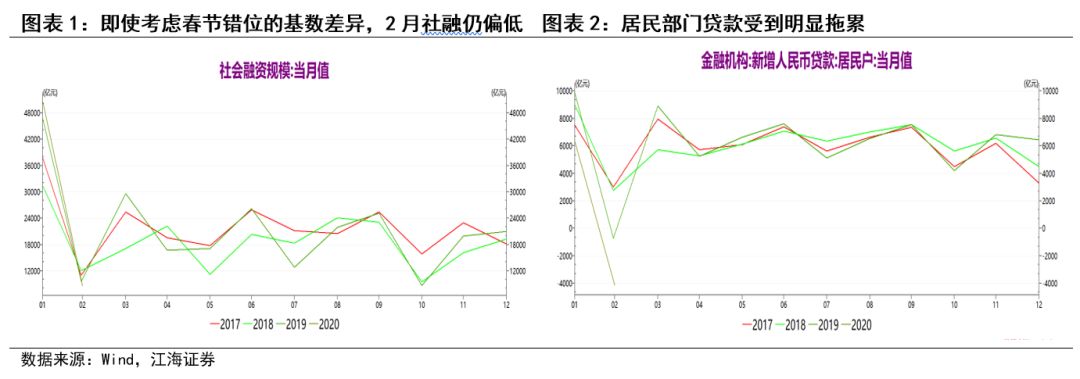 图表 1：即使考虑春节错位的基数差异，2 月社融仍偏低
社会融资规模:当月值
(亿元)
(亿元)
48000
48000
42000
42000
36000
36000
30000
30000
24000
24000
18000
18000
12000
12000
01 02 03 04 05 06 07 08 09 10 11 12
2017 2018 2019 2020
图表 2：居民部门贷款受到明显拖累
金融机构:新增人民币贷款:居民户:当月值
(亿元)
(亿元)
10000
10000
8000
8000
6000
6000
4000
4000
2000
2000
0
0
-2000
-2000
-4000
-4000
01 02 03 04 05 06 07 08 09 10 11 12
2017 2018 2019 2020
数据来源：Wind，江海证券